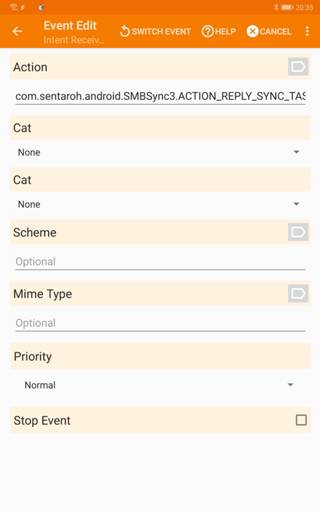 20:35
Event Edit
Intent Receiv...
SWITCH EVENT
HELP
CANCEL
Action
com.sentaroh.android.SMBSync3.ACTION_REPLY_SYNC_TAS
Cat
None
Cat
None
Scheme
Optional
Mime Type
Optional
Priority
Normal
Stop Event